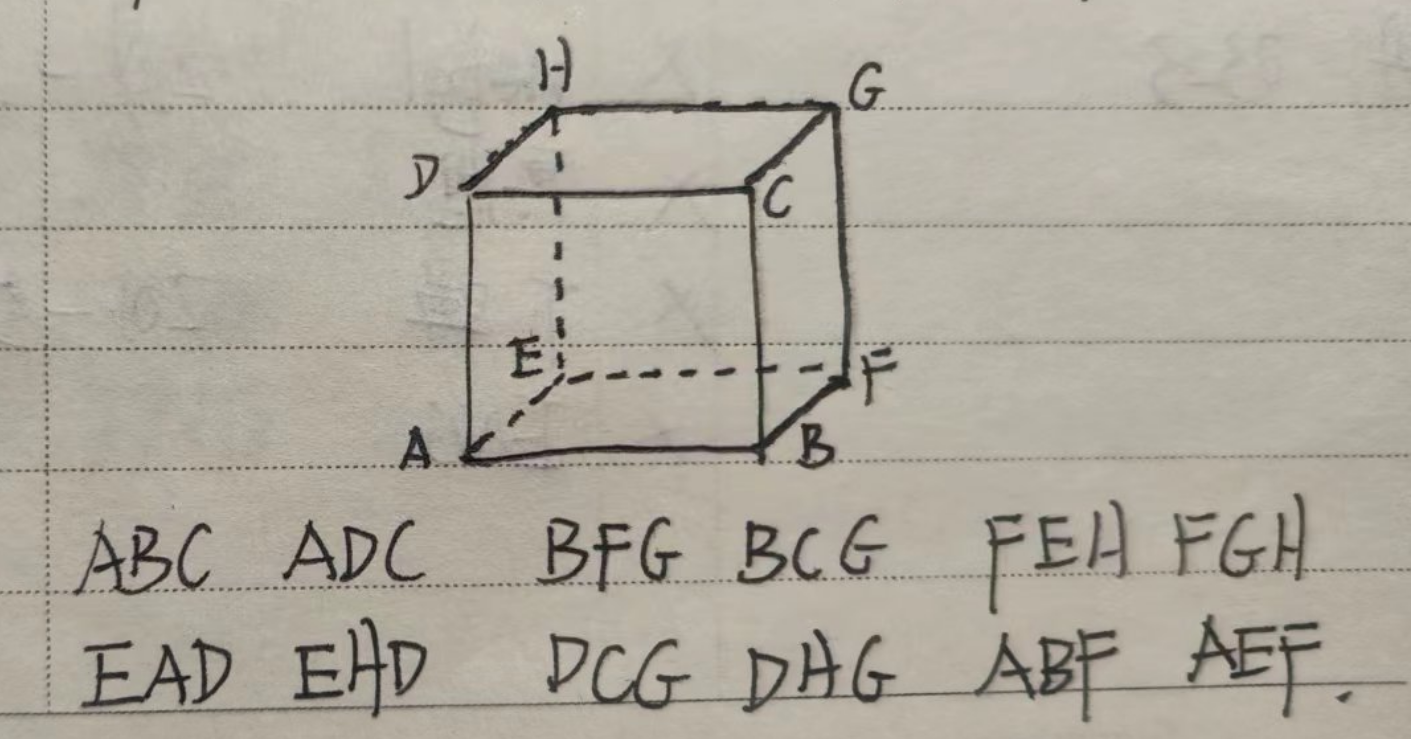 H
G
D
C
E
F
A
B
ABC ADC BFG BCG FEH FGH
EAD EHD DCG DHG ABF AEF.